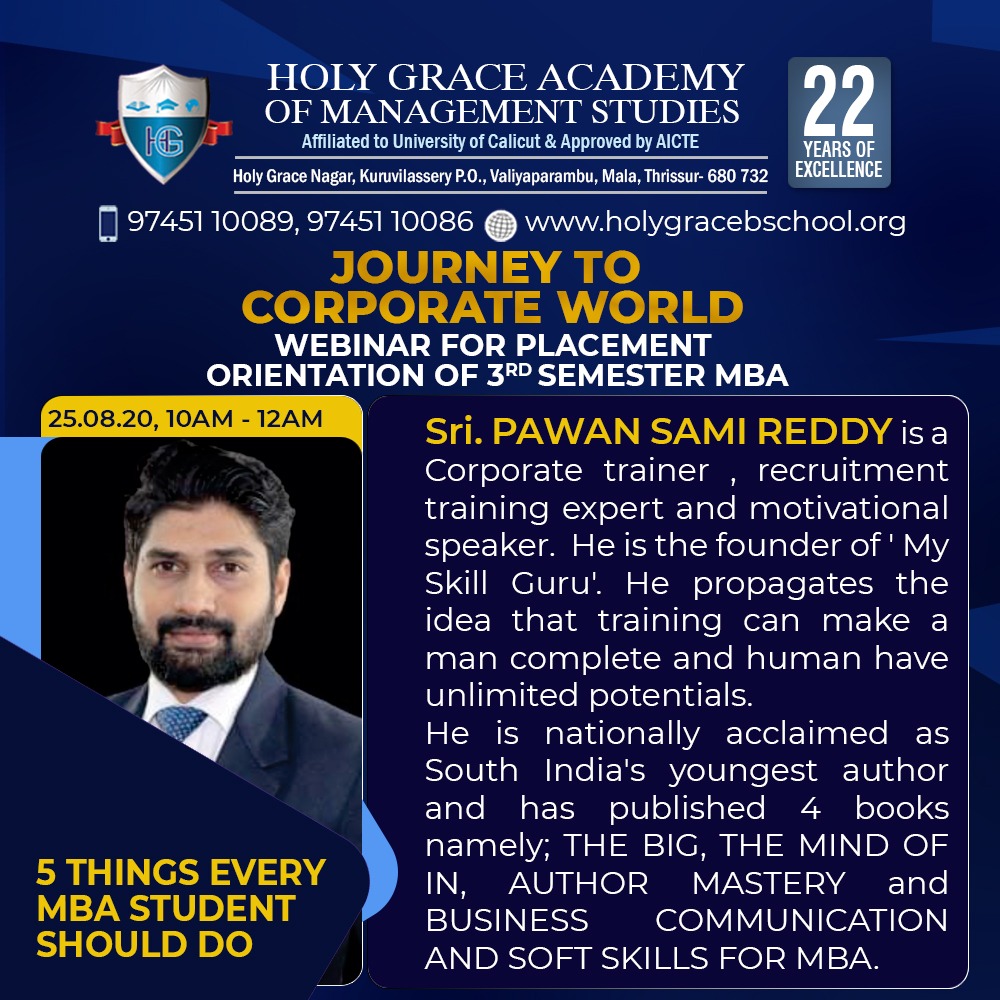 HG
HOLY GRACE ACADEMY
OF MANAGEMENT STUDIES
Affiliated to University of Calicut & Approved by AICTE
Holy Grace Nagar, Kuruvilassery P.O., Valiyaparambu, Mala, Thrissur- 680 732
22
YEARS OF
EXCELLENCE
97451 10089, 97451 10086 www.holygracebschool.org
JOURNEY TO
CORPORATE WORLD
WEBINAR FOR PLACEMENT
ORIENTATION OF 3RD SEMESTER MBA
25.08.20, 10AM - 12AM
Sri. PAWAN SAMI REDDY is a
Corporate trainer , recruitment
training expert and motivational
speaker. He is the founder of ' My
Skill Guru'. He propagates the
idea that training can make a
man complete and human have
unlimited potentials.
He is nationally acclaimed as
South India's youngest author
and has published 4 books
namely; THE BIG, THE MIND OF
IN, AUTHOR MASTERY and
BUSINESS COMMUNICATION
AND SOFT SKILLS FOR MBA.
5 THINGS EVERY
MBA STUDENT
SHOULD DO